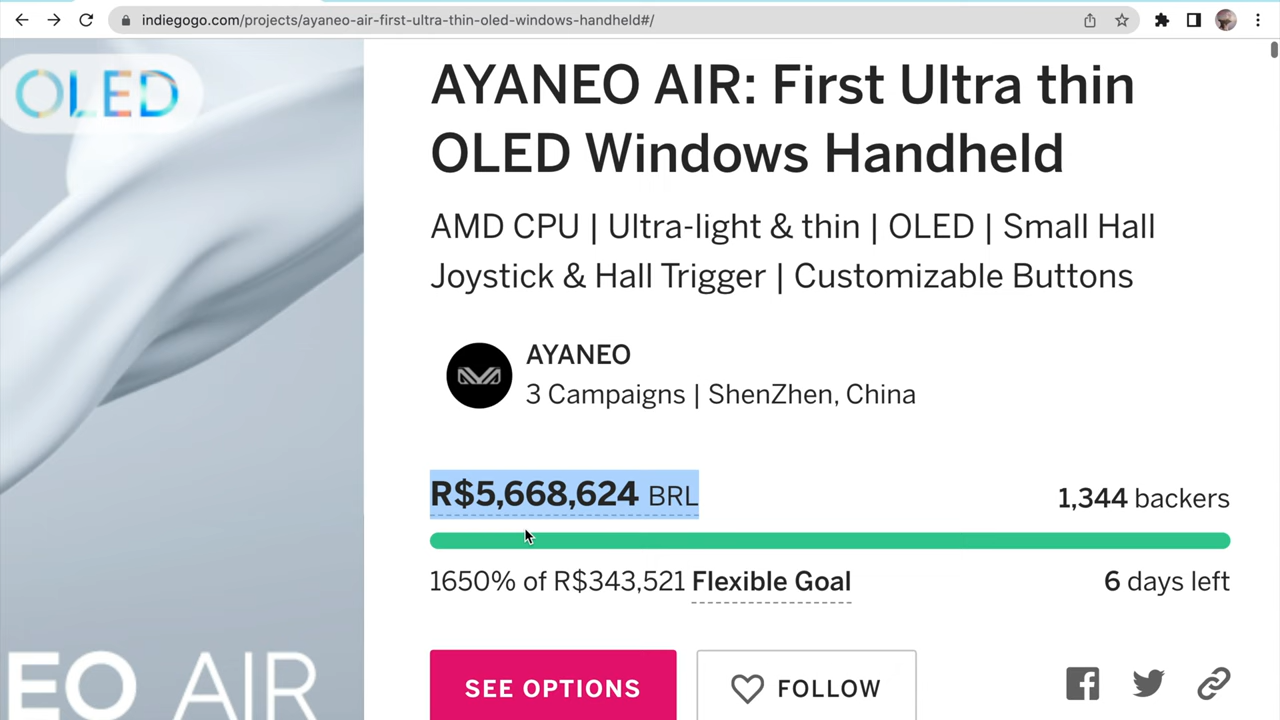 indiegogo.com/projects/ayaneo-air-first-ultra-thin-oled-windows-handheld#/
OLED
AYANEO AIR: First Ultra thin
OLED Windows Handheld
AMD CPU | Ultra-light & thin | OLED | Small Hall
Joystick & Hall Trigger | Customizable Buttons
AYANEO
3 Campaigns | ShenZhen, China
R$5,668,624 BRL
1,344 backers
1650% of R$343,521 Flexible Goal
6 days left
EO AIR
SEE OPTIONS
FOLLOW